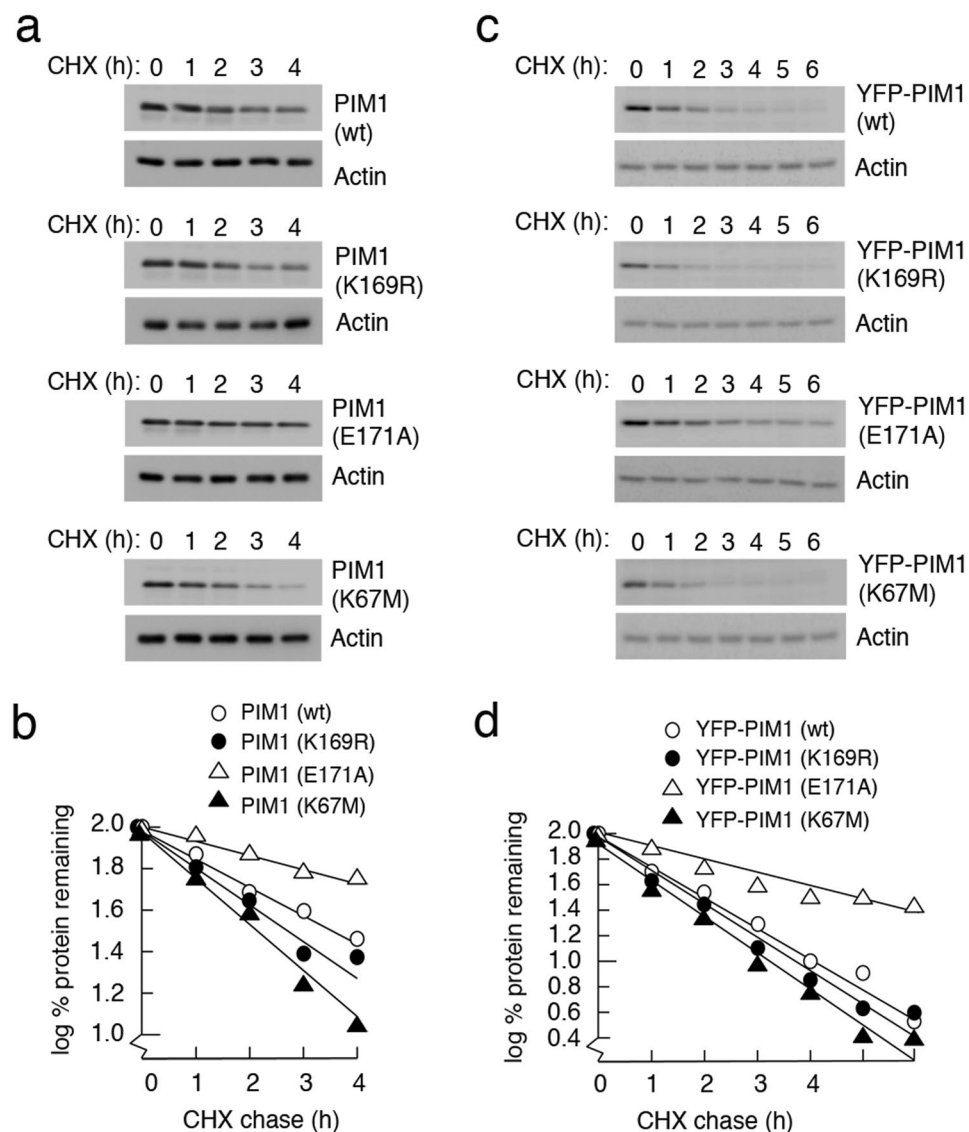 a
CHX (h): 0 1 2 3 4
PIM1
(wt)
Actin
CHX (h): 0 1 2 3 4
PIM1
(K169R)
Actin
CHX (h): 0 1 2 3 4
PIM1
(E171A)
Actin
CHX (h): 0 1 2 3 4
PIM1
(K67M)
Actin
c
CHX (h): 0 1 2 3 4 5 6
YFP-PIM1
(wt)
Actin
CHX (h): 0 1 2 3 4 5 6
YFP-PIM1
(K169R)
Actin
CHX (h): 0 1 2 3 4 5 6
YFP-PIM1
(E171A)
Actin
CHX (h): 0 1 2 3 4 5 6
YFP-PIM1
(K67M)
Actin
b
PIM1 (wt)
PIM1 (K169R)
PIM1 (E171A)
PIM1 (K67M)
log % protein remaining
2.0
1.8
1.6
1.4
1.2
1.0
0 1 2 3 4
CHX chase (h)
d
YFP-PIM1 (wt)
YFP-PIM1 (K169R)
YFP-PIM1 (E171A)
YFP-PIM1 (K67M)
log % protein remaining
2.0
1.8
1.6
1.4
1.2
1.0
0.8
0.6
0.4
0 1 2 3 4 5
CHX chase (h)